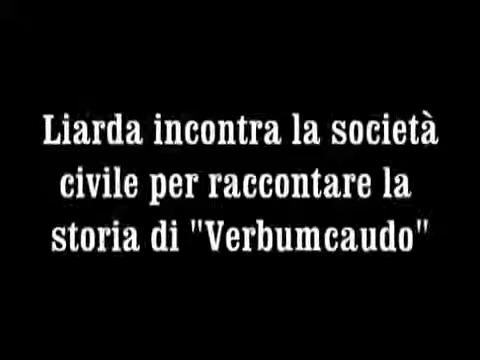 Liarda incontra la società
civile per raccontare la
storia di "Verbumcaudo"